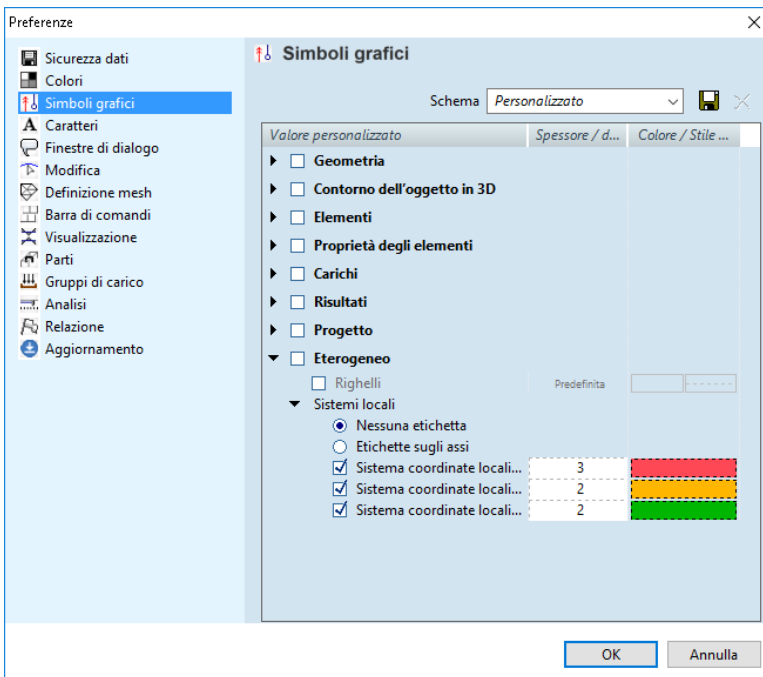 Preferenze
Sicurezza dati
Colori
Simboli grafici
Caratteri
Finestre di dialogo
Modifica
Definizione mesh
Barra di comandi
Visualizzazione
Parti
Gruppi di carico
Analisi
Relazione
Aggiornamento
Simboli grafici
Schema Personalizzato
Valore personalizzato Spessore / d... Colore / Stile ...
Geometria
Contorno dell'oggetto in 3D
Elementi
Proprietà degli elementi
Carichi
Risultati
Progetto
Eterogeneo
Righelli Predefinita
Sistemi locali
Nessuna etichetta
Etichette sugli assi
Sistema coordinate locali... 3
Sistema coordinate locali... 2
Sistema coordinate locali... 2
OK Annulla